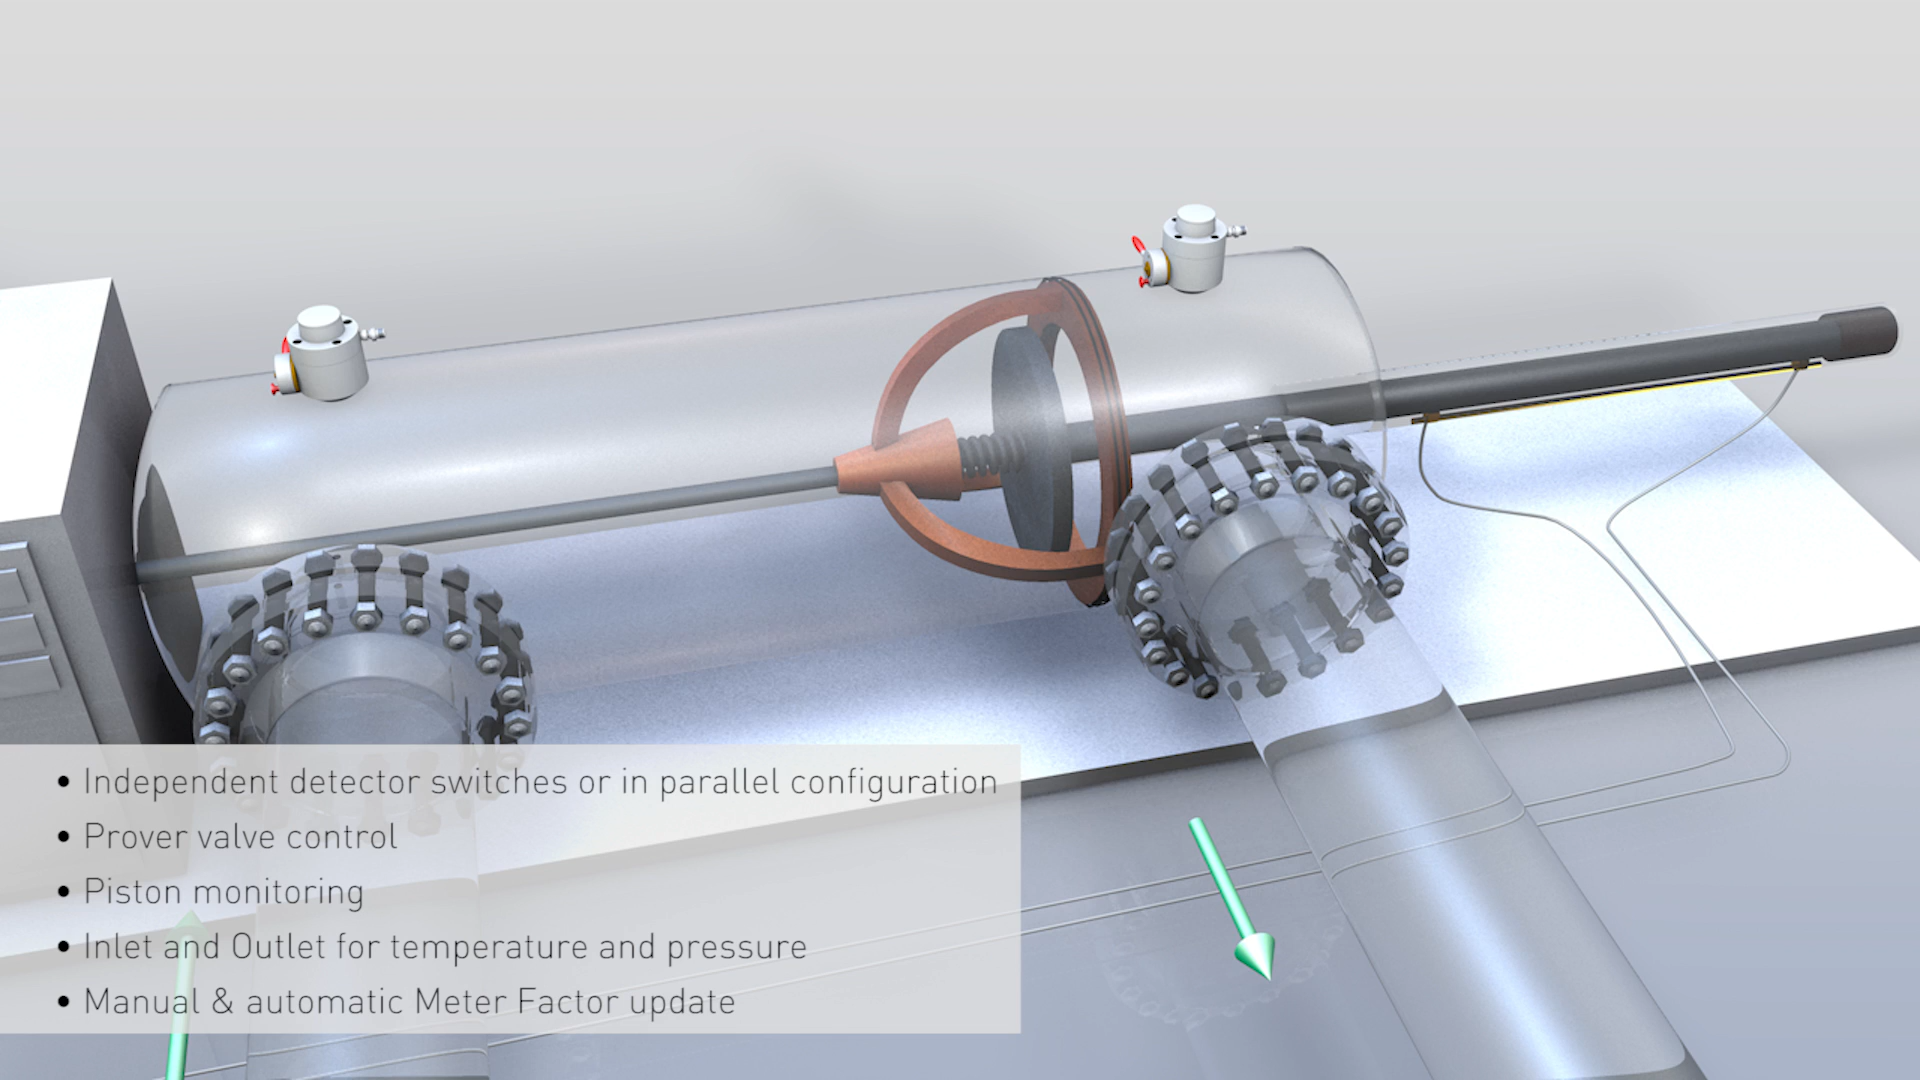 • Independent detector switches or in parallel configuration
• Prover valve control
• Piston monitoring
• Inlet and Outlet for temperature and pressure
• Manual & automatic Meter Factor update